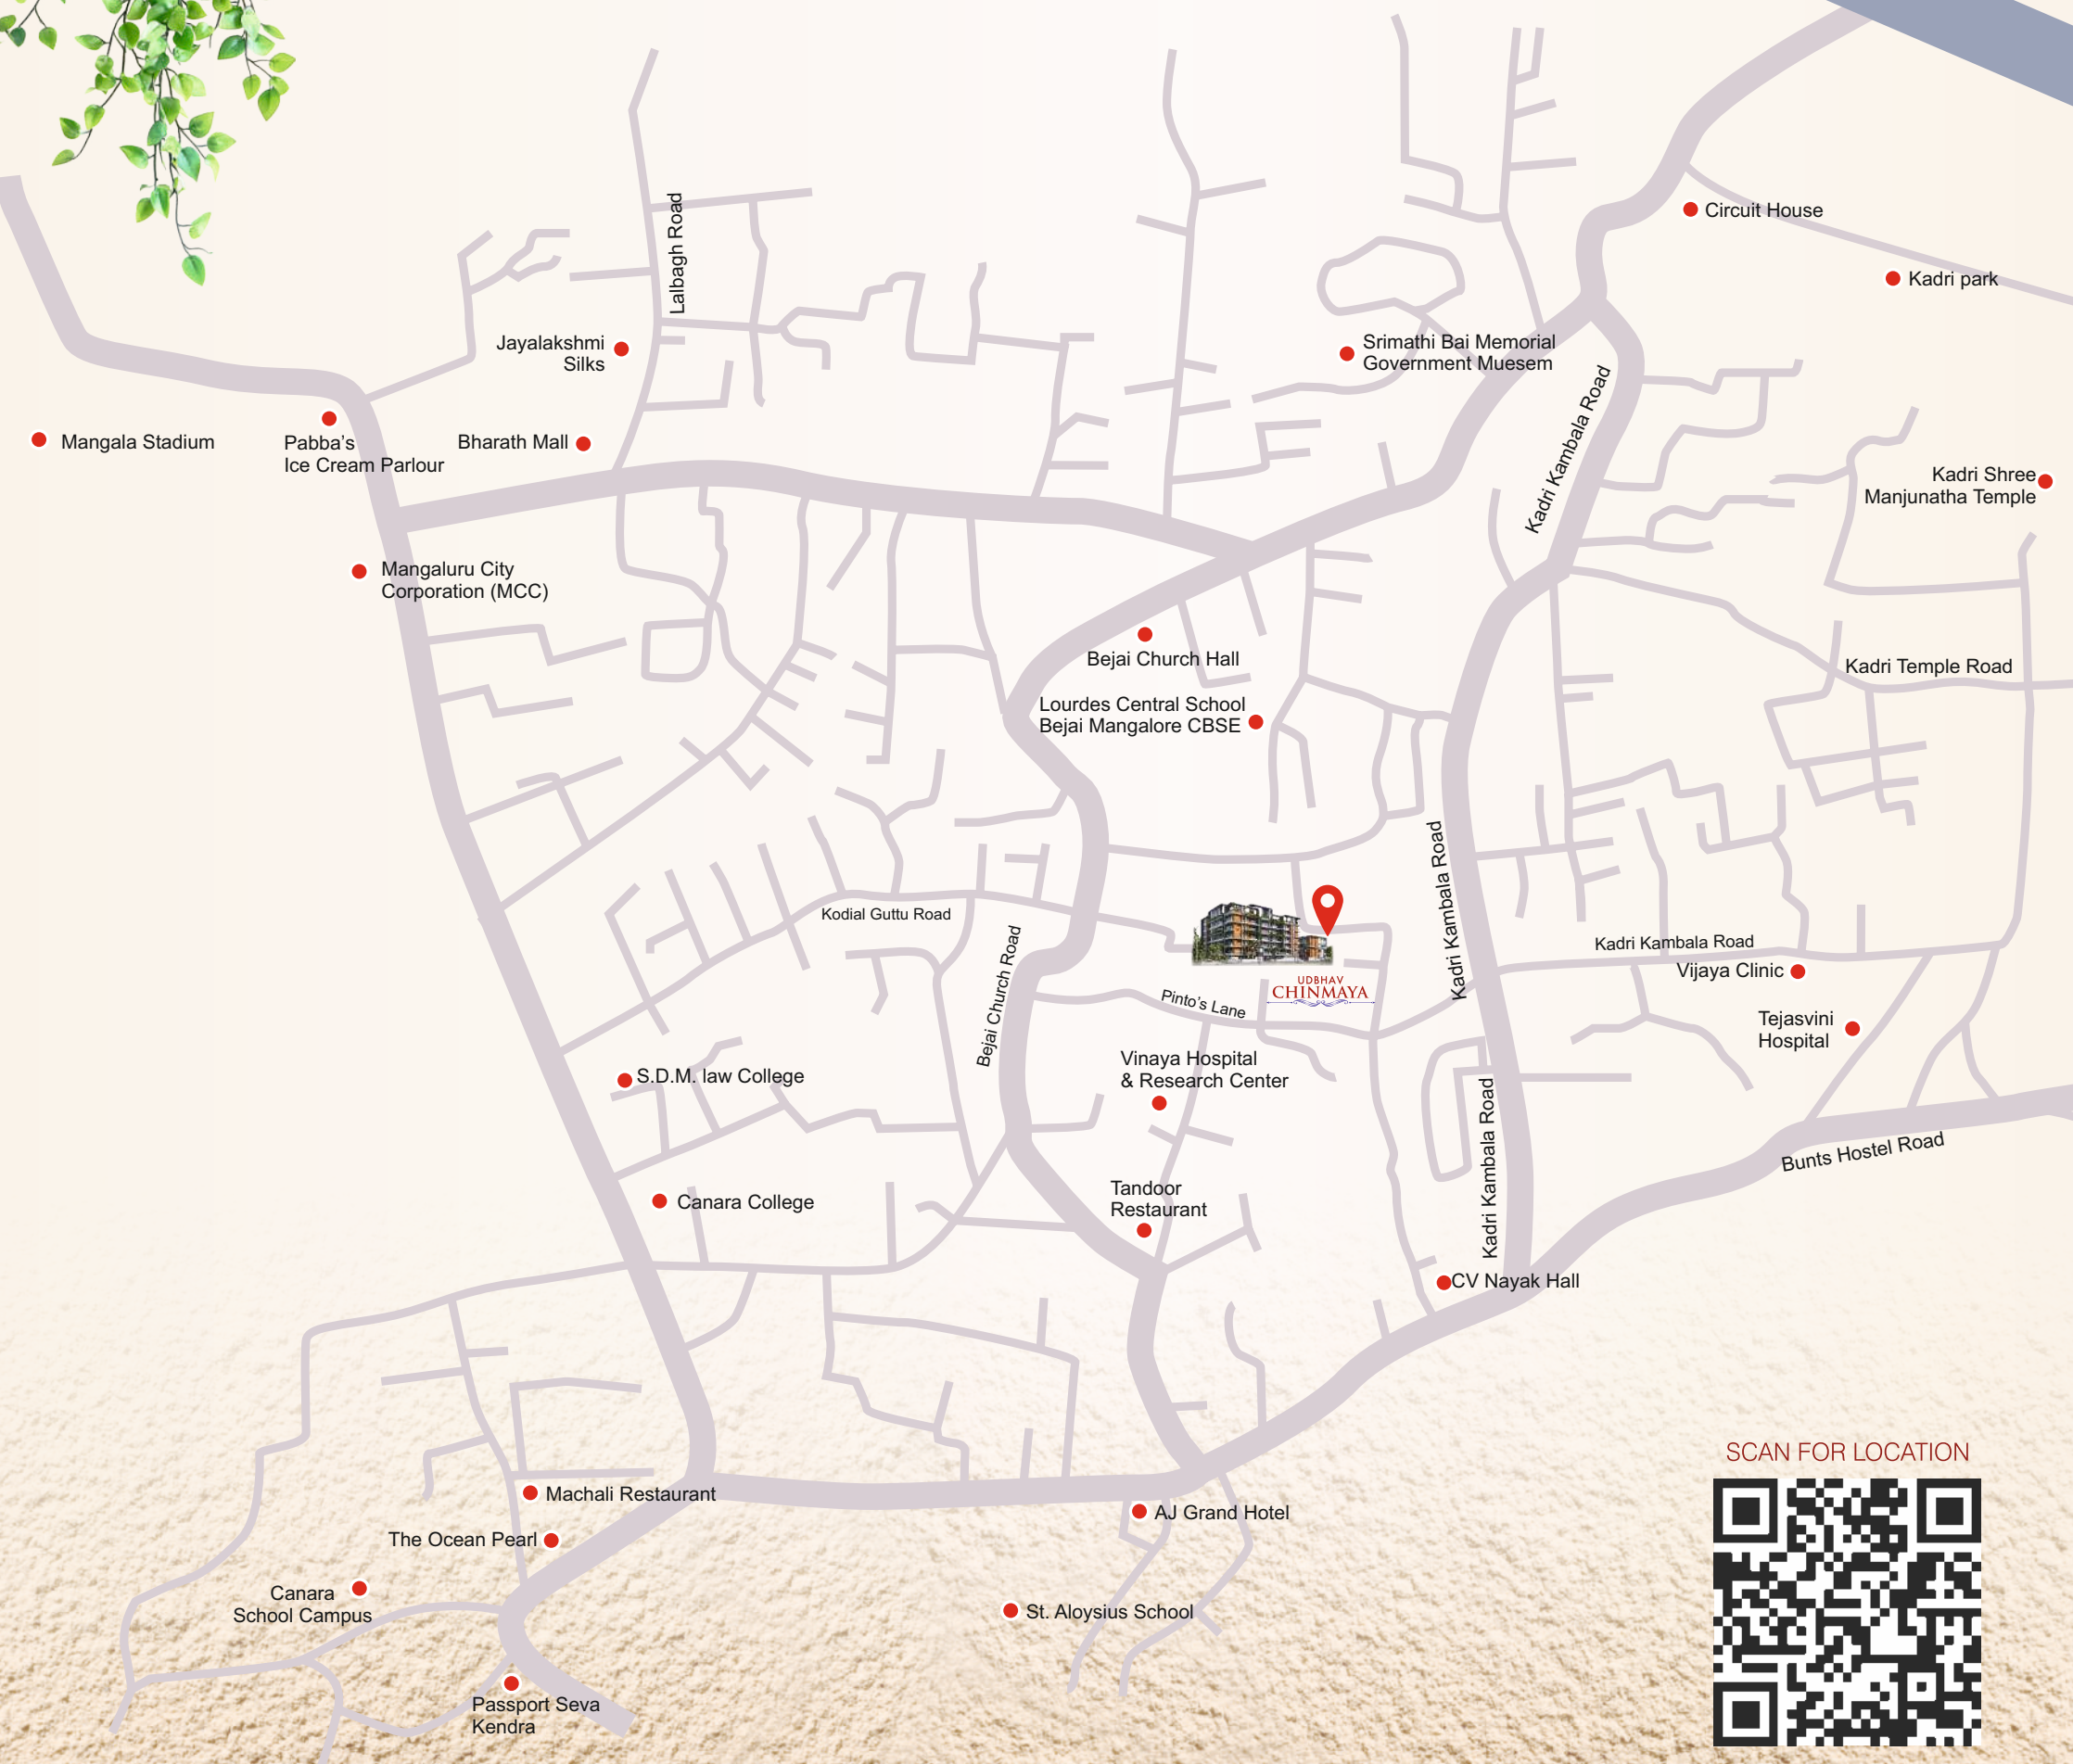 Lalbagh Road
Circuit House
Kadri park
Jayalakshmi
Silks
Srimathi Bai Memorial
Government Muesem
Kadri Kambala Road
Mangala Stadium
Pabba's
Ice Cream Parlour
Bharath Mall
Kadri Shree
Manjunatha Temple
Mangaluru City
Corporation (MCC)
Bejai Church Hall
Kadri Temple Road
Lourdes Central School
Bejai Mangalore CBSE
Kadri Kambala Road
Kodial Guttu Road
Bejai Church Road
Kadri Kambala Road
Vijaya Clinic
UDBHAV
CHINMAYA
Pinto's Lane
Tejasvini
Hospital
Vinaya Hospital
& Research Center
S.D.M. law College
Kadri Kambala Road
Bunts Hostel Road
Canara College
Tandoor
Restaurant
CV Nayak Hall
SCAN FOR LOCATION
Machali Restaurant
AJ Grand Hotel
The Ocean Pearl
Canara
School Campus
St. Aloysius School
Passport Seva
Kendra